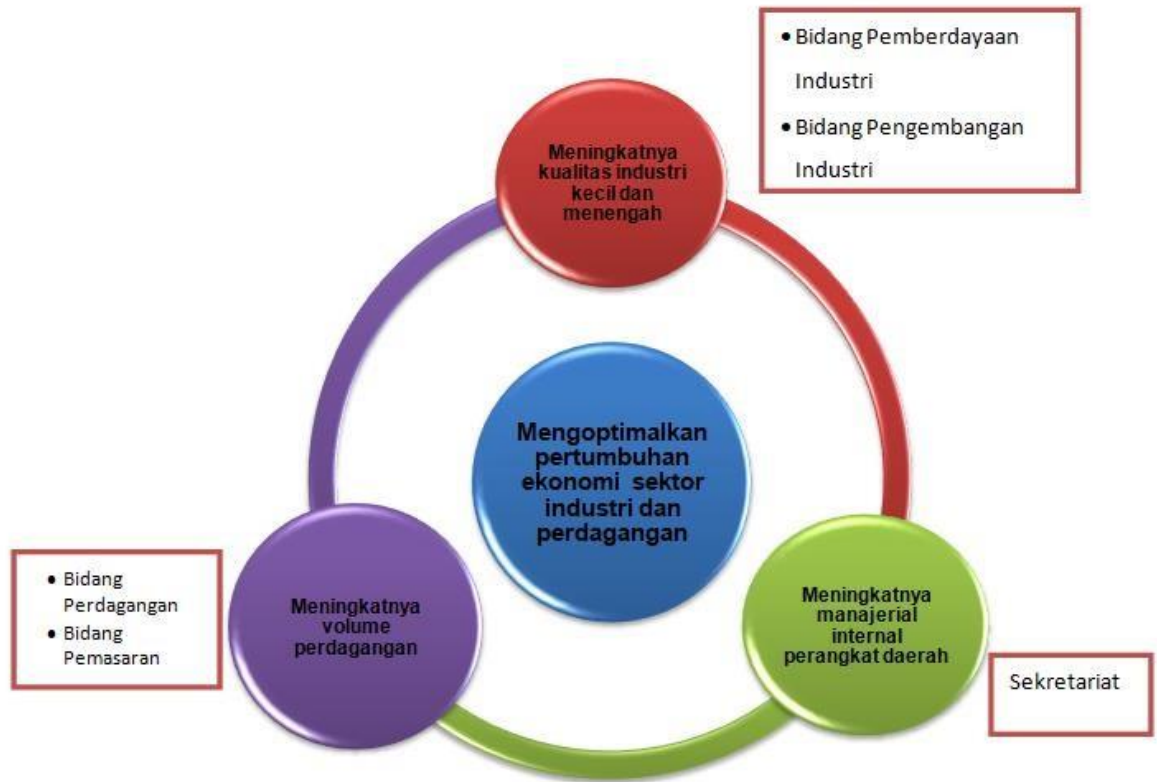 • Bidang Pemberdayaan
Industri
• Bidang Pengembangan
Industri
Meningkatnya
kualitas industri
kecil dan
menengah
Mengoptimalkan
pertumbuhan
ekonomi sektor
industri dan
perdagangan
• Bidang
Perdagangan
• Bidang
Pemasaran
Meningkatnya
volume
perdagangan
Meningkatnya
manajerial
internal
perangkat daerah
Sekretariat